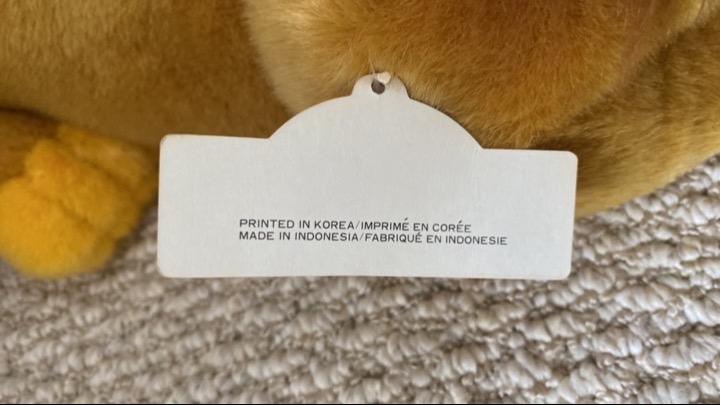 PRINTED IN KOREA/IMPRIMÉ EN CORÉE
MADE IN INDONESIA/FABRIQUÉ EN INDONESIE